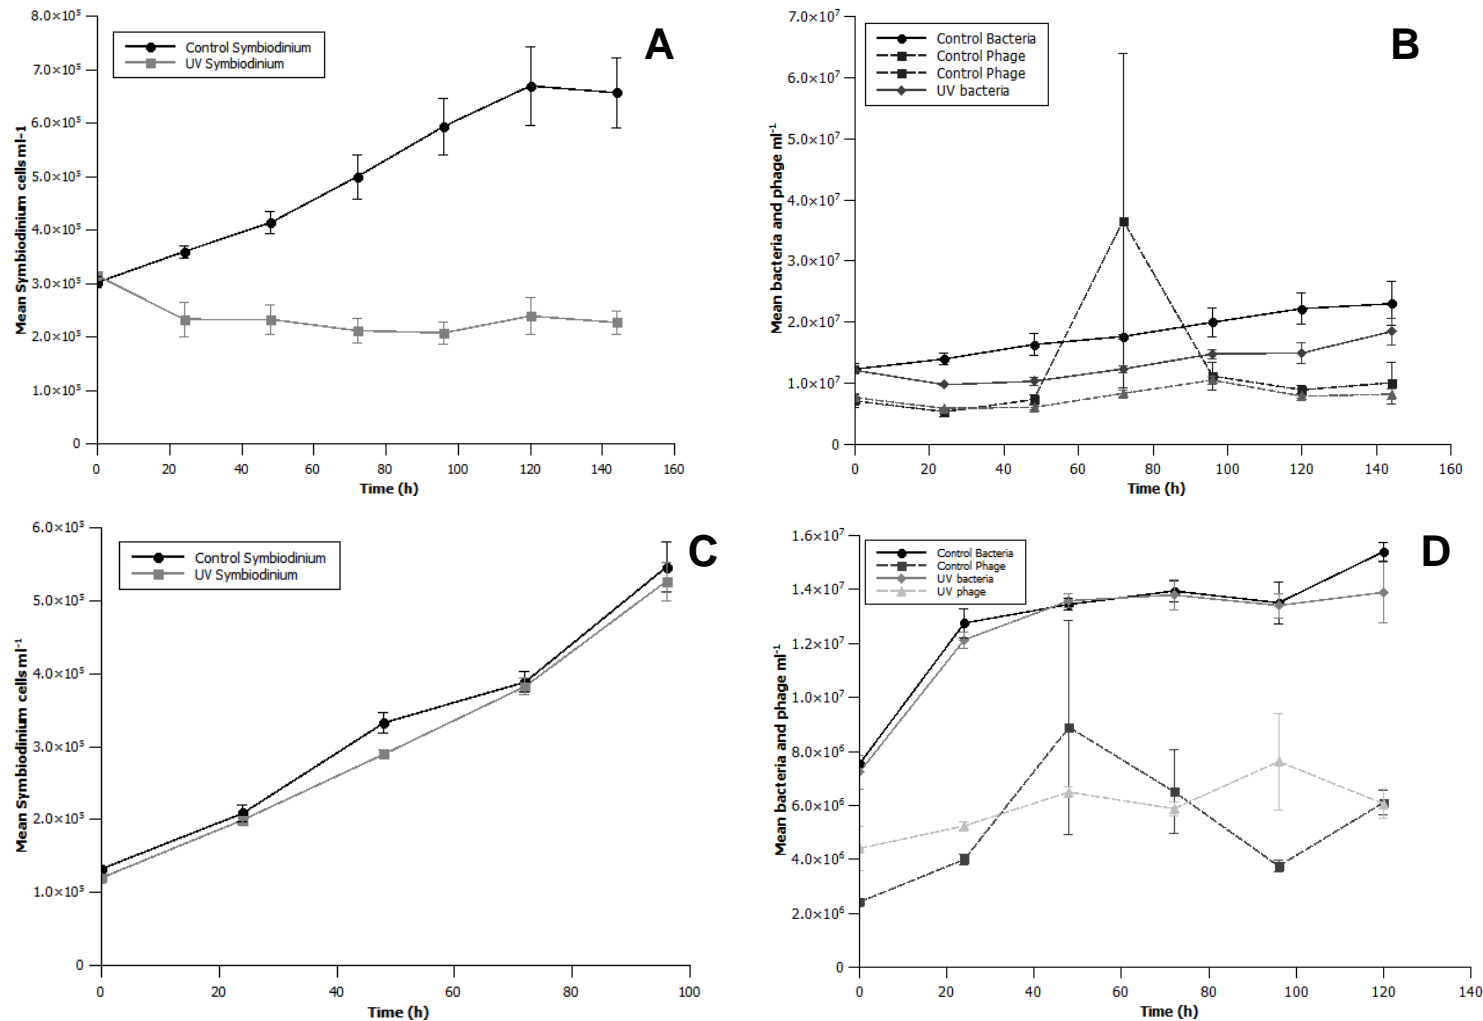 A
Control Symbiodinium
UV Symbiodinium
Mean Symbiodinium cells ml-1
8.0×10⁵
7.0×10⁵
6.0×10⁵
5.0×10⁵
4.0×10⁵
3.0×10⁵
2.0×10⁵
1.0×10⁵
0
0 20 40 60 80 100 120 140 160
Time (h)
B
Control Bacteria
Control Phage
Control Phage
UV bacteria
Mean bacteria and phage ml⁻¹
7.0×10⁷
6.0×10⁷
5.0×10⁷
4.0×10⁷
3.0×10⁷
2.0×10⁷
1.0×10⁷
0
0 20 40 60 80 100 120 140 160
Time (h)
C
Control Symbiodinium
UV Symbiodinium
Mean Symbiodinium cells ml⁻¹
6.0×10⁵
5.0×10⁵
4.0×10⁵
3.0×10⁵
2.0×10⁵
1.0×10⁵
0
0 20 40 60 80 100
Time (h)
D
Control Bacteria
Control Phage
UV bacteria
UV phage
Mean bacteria and phage ml⁻¹
1.6×10⁷
1.4×10⁷
1.2×10⁷
1.0×10⁷
8.0×10⁶
6.0×10⁶
4.0×10⁶
2.0×10⁶
0
0 20 40 60 80 100 120 140
Time (h)